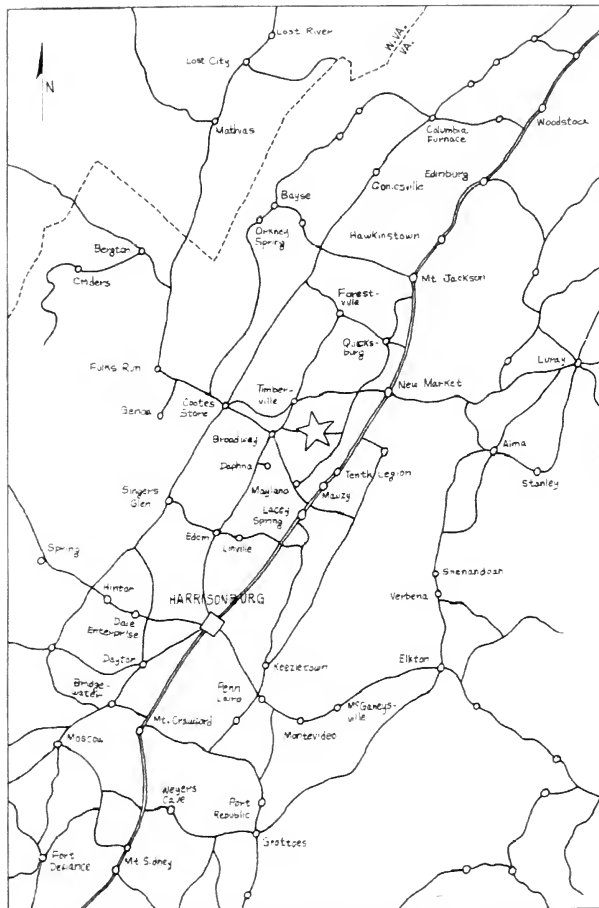 Lost River
W.VA.
VA.
Lost City
N
Mathias
Woodstock
Columbia
Furnace
Edinburg
Conicsville
Bayse
Orkney
Spring
Hawkinstown
Bergton
Criders
Mt Jackson
Forest-
ville
Quicks-
burg
Luray
Fulks Run
Timber-
ville
New Market
Genoa
Cootes
Store
Broadway
Alma
Daphna
Tenth Legion
Stanley
Mayland
Mauzy
Singers
Glen
Lacey
Spring
Edom
Linville
Spring
Shenandoah
Hinton
HARRISONBURG
Verbena
Dale
Enterprise
Dayton
Keezletown
Elkton
Bridge-
water
Penn
Laird
McGaheysville
Mt. Crawford
Montevideo
Moscow
Weyers
Cave
Port
Republic
Grottoes
Fort
Defiance
Mt Sidney